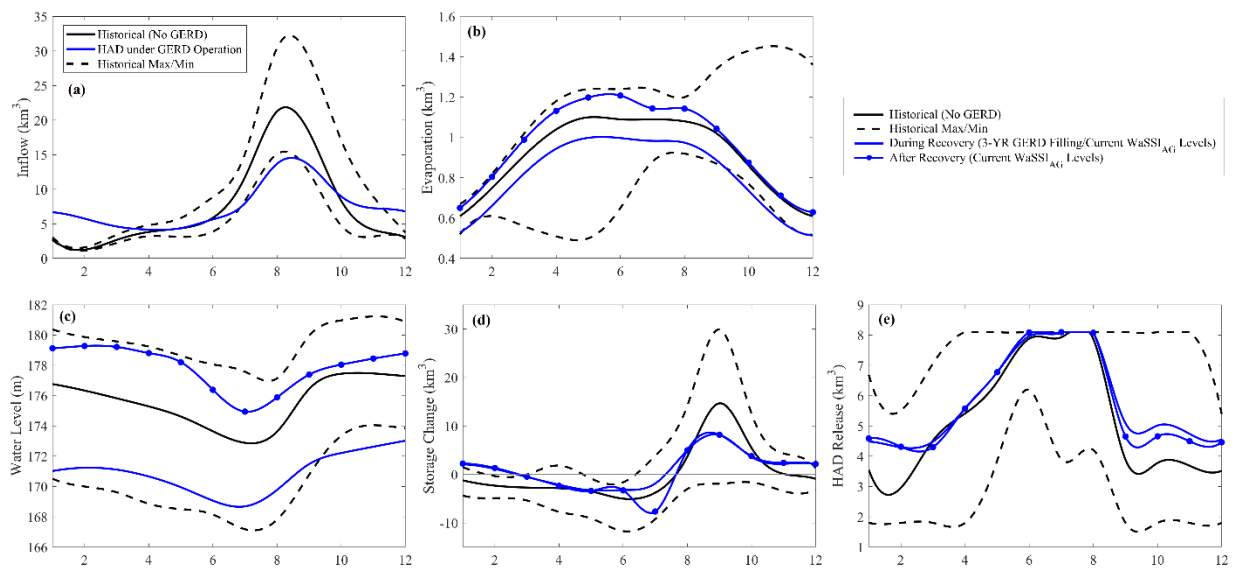 35
30
25
20
15
10
5
0
Inflow (km³)
Historical (No GERD)
HAD under GERD Operation
Historical Max/Min
(a)
2 4 6 8 10 12
1.6
1.4
1.2
1
0.8
0.6
0.4
Evaporation (km³)
(b)
2 4 6 8 10 12
Historical (No GERD)
Historical Max/Min
During Recovery (3-YR GERD Filling/Current WaSSI_AG Levels)
After Recovery (Current WaSSI_AG Levels)
182
180
178
176
174
172
170
168
166
Water Level (m)
(c)
2 4 6 8 10 12
30
20
10
0
-10
Storage Change (km³)
(d)
2 4 6 8 10 12
9
8
7
6
5
4
3
2
1
HAD Release (km³)
(e)
2 4 6 8 10 12